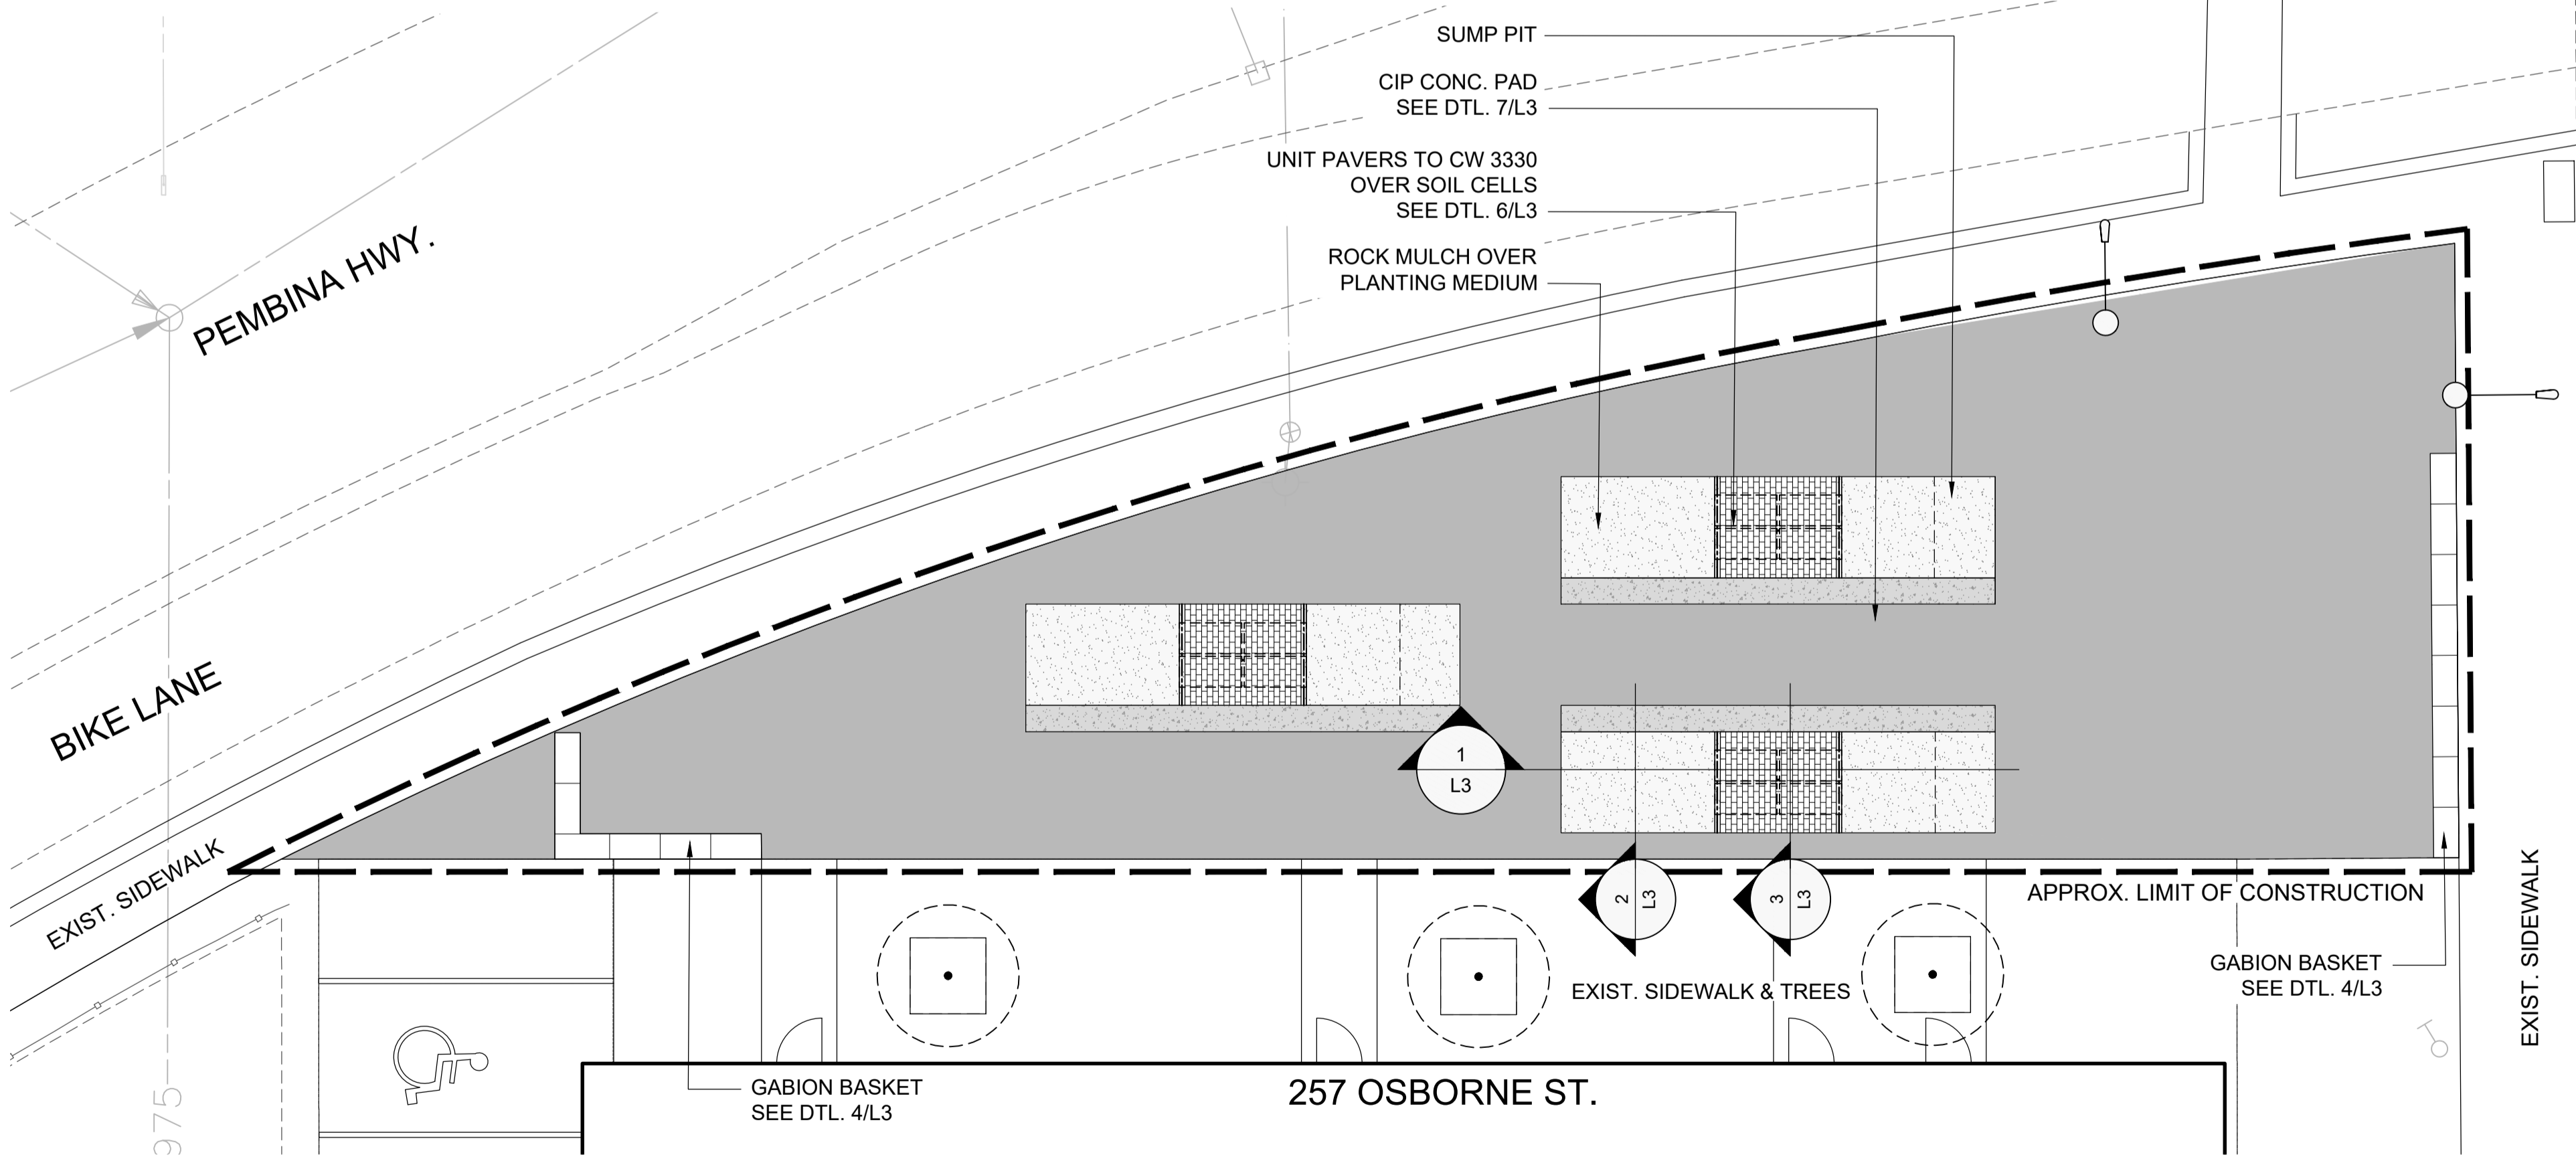 SUMP PIT
CIP CONC. PAD
SEE DTL. 7/L3
UNIT PAVERS TO CW 3330
OVER SOIL CELLS
SEE DTL. 6/L3
ROCK MULCH OVER
PLANTING MEDIUM
PEMBINA HWY.
BIKE LANE
EXIST. SIDEWALK
1
L3
2
L3
3
L3
APPROX. LIMIT OF CONSTRUCTION
EXIST. SIDEWALK & TREES
GABION BASKET
SEE DTL. 4/L3
EXIST. SIDEWALK
GABION BASKET
SEE DTL. 4/L3
257 OSBORNE ST.
975